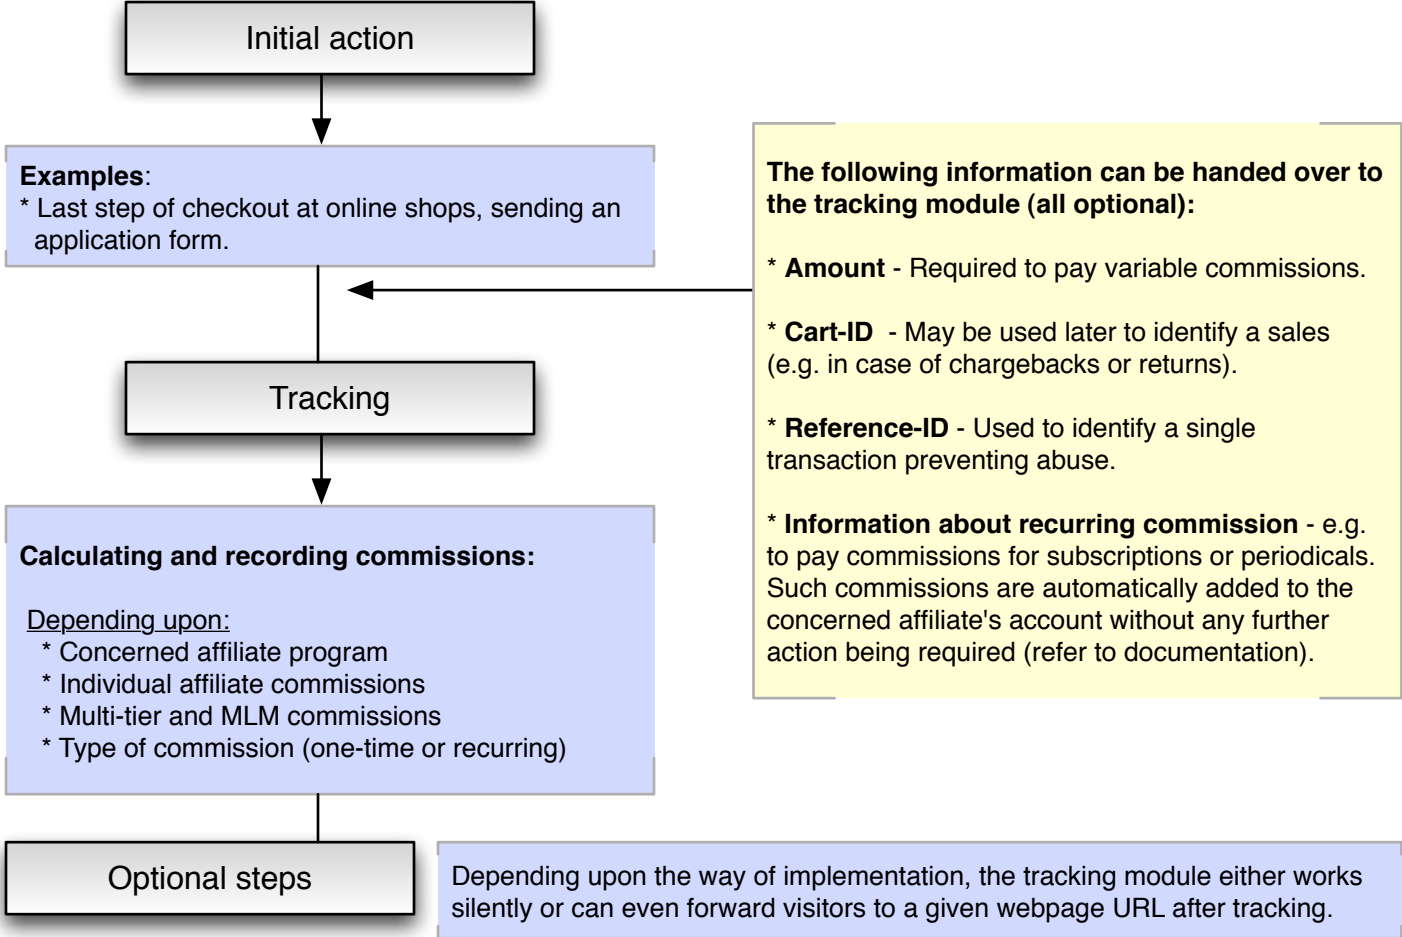 Initial action
Examples:
* Last step of checkout at online shops, sending an
application form.
The following information can be handed over to
the tracking module (all optional):
* Amount - Required to pay variable commissions.
* Cart-ID  - May be used later to identify a sales
(e.g. in case of chargebacks or returns).
* Reference-ID - Used to identify a single
transaction preventing abuse.
* Information about recurring commission - e.g.
to pay commissions for subscriptions or periodicals.
Such commissions are automatically added to the
concerned affiliate's account without any further
action being required (refer to documentation).
Tracking
Calculating and recording commissions:
Depending upon:
* Concerned affiliate program
* Individual affiliate commissions
* Multi-tier and MLM commissions
* Type of commission (one-time or recurring)
Optional steps
Depending upon the way of implementation, the tracking module either works
silently or can even forward visitors to a given webpage URL after tracking.